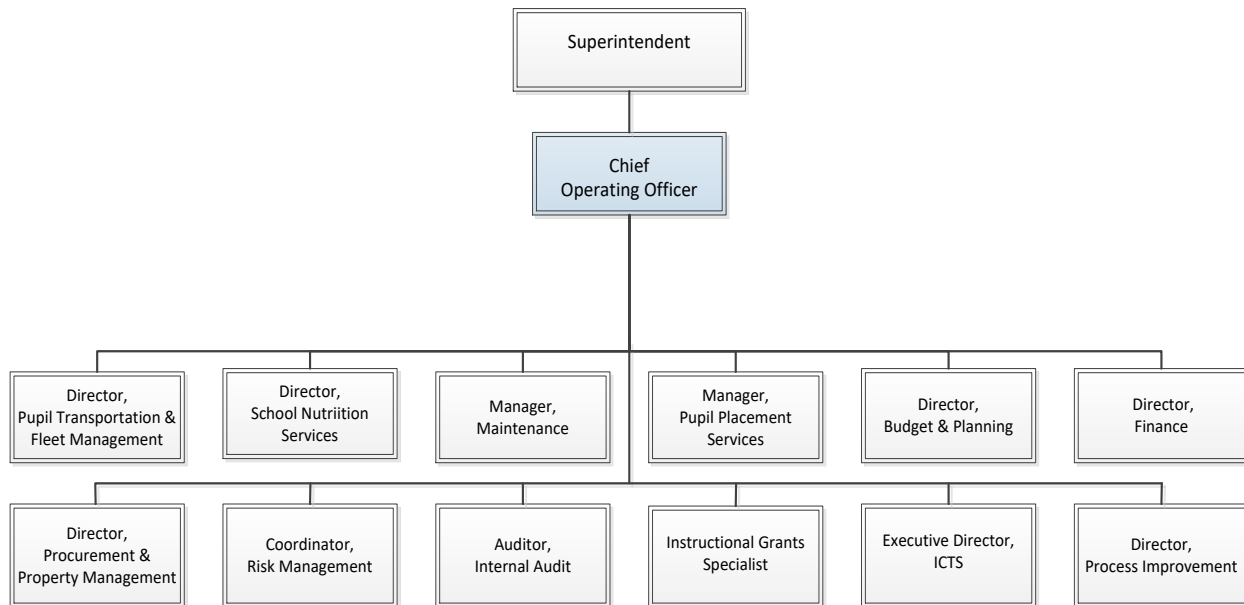 Superintendent
Chief
Operating Officer
Director,
Pupil Transportation &
Fleet Management
Director,
School Nutriition
Services
Manager,
Maintenance
Manager,
Pupil Placement
Services
Director,
Budget & Planning
Director,
Finance
Director,
Procurement &
Property Management
Coordinator,
Risk Management
Auditor,
Internal Audit
Instructional Grants
Specialist
Executive Director,
ICTS
Director,
Process Improvement